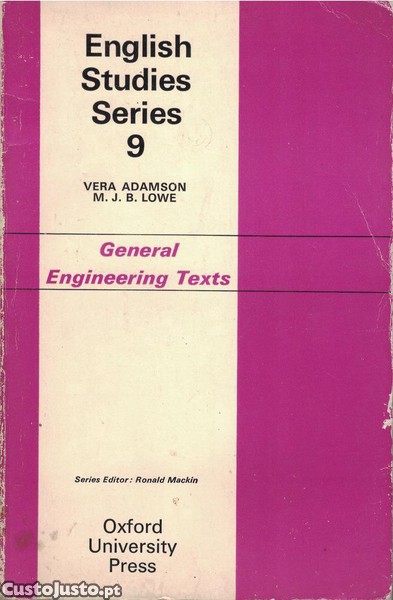 English
Studies
Series
9
VERA ADAMSON
M. J. B. LOWE
General
Engineering Texts
Series Editor: Ronald Mackin
Oxford
University
Press
CustoJusto.pt